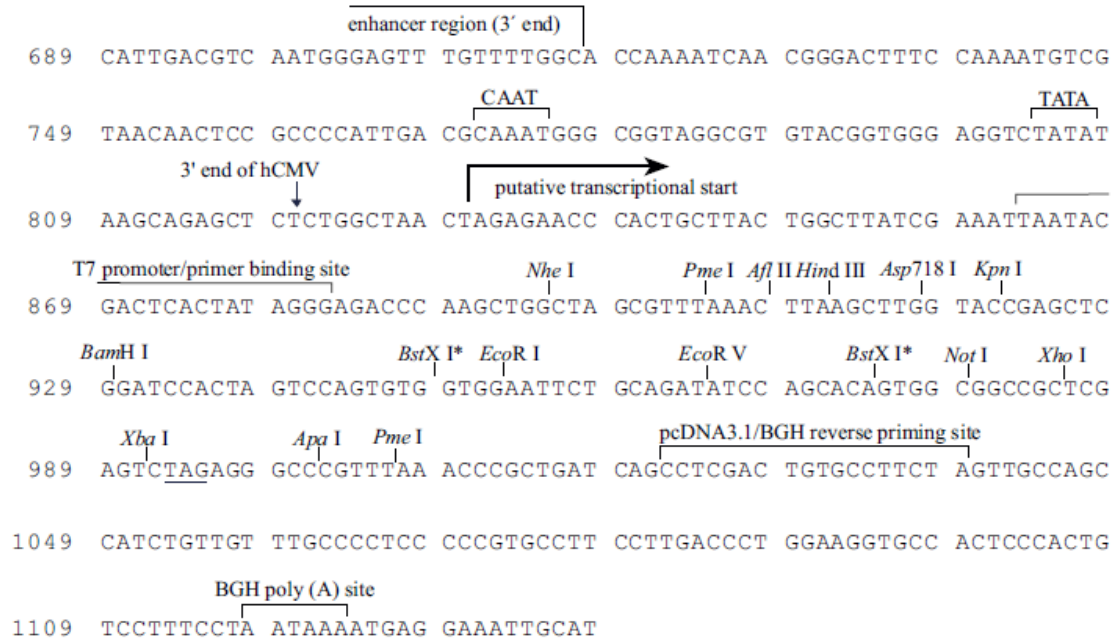 enhancer region (3´ end)
689 CATTGACGTC AATGGGAGTT TGTTTTGGCA CCAAAATCAA CGGGACTTTC CAAAATGTCG
CAAT TATA
749 TAACAACTCC GCCCCATTGA CGCAAATGGG CGGTAGGCGT GTACGGTGGG AGGTCTATAT
3' end of hCMV
putative transcriptional start
809 AAGCAGAGCT CTCTGGCTAAC TAGAGAACC CACTGCTTAC TGGCTTATCG AAATTAATAC
T7 promoter/primer binding site Nhe I Pme I Afl II Hind III Asp718 I Kpn I
869 GACTCACTAT AGGGAGACCC AAGCTGGCTA GCGTTTAAAC TTAAGCTTGG TACCGAGCTC
BamH I BstX I* EcoR I EcoR V BstX I* Not I Xho I
929 GGATCCACTA GTCCAGTGTG GTGGAATTCT GCAGATATCC AGCACAGTGG CGGCCGCTCG
Xba I Apa I Pme I pcDNA3.1/BGH reverse priming site
989 AGTCTAGAGG GCCCGTTTAA ACCCGCTGAT CAGCCTCGAC TGTGCCTTCT AGTTGCCAGC
1049 CATCTGTTGT TTGCCCCTCC CCCGTGCCTT CCTTGACCCT GGAAGGTGCC ACTCCCACTG
BGH poly (A) site
1109 TCCTTTCCTA ATAAAATGAG GAAATTGCAT